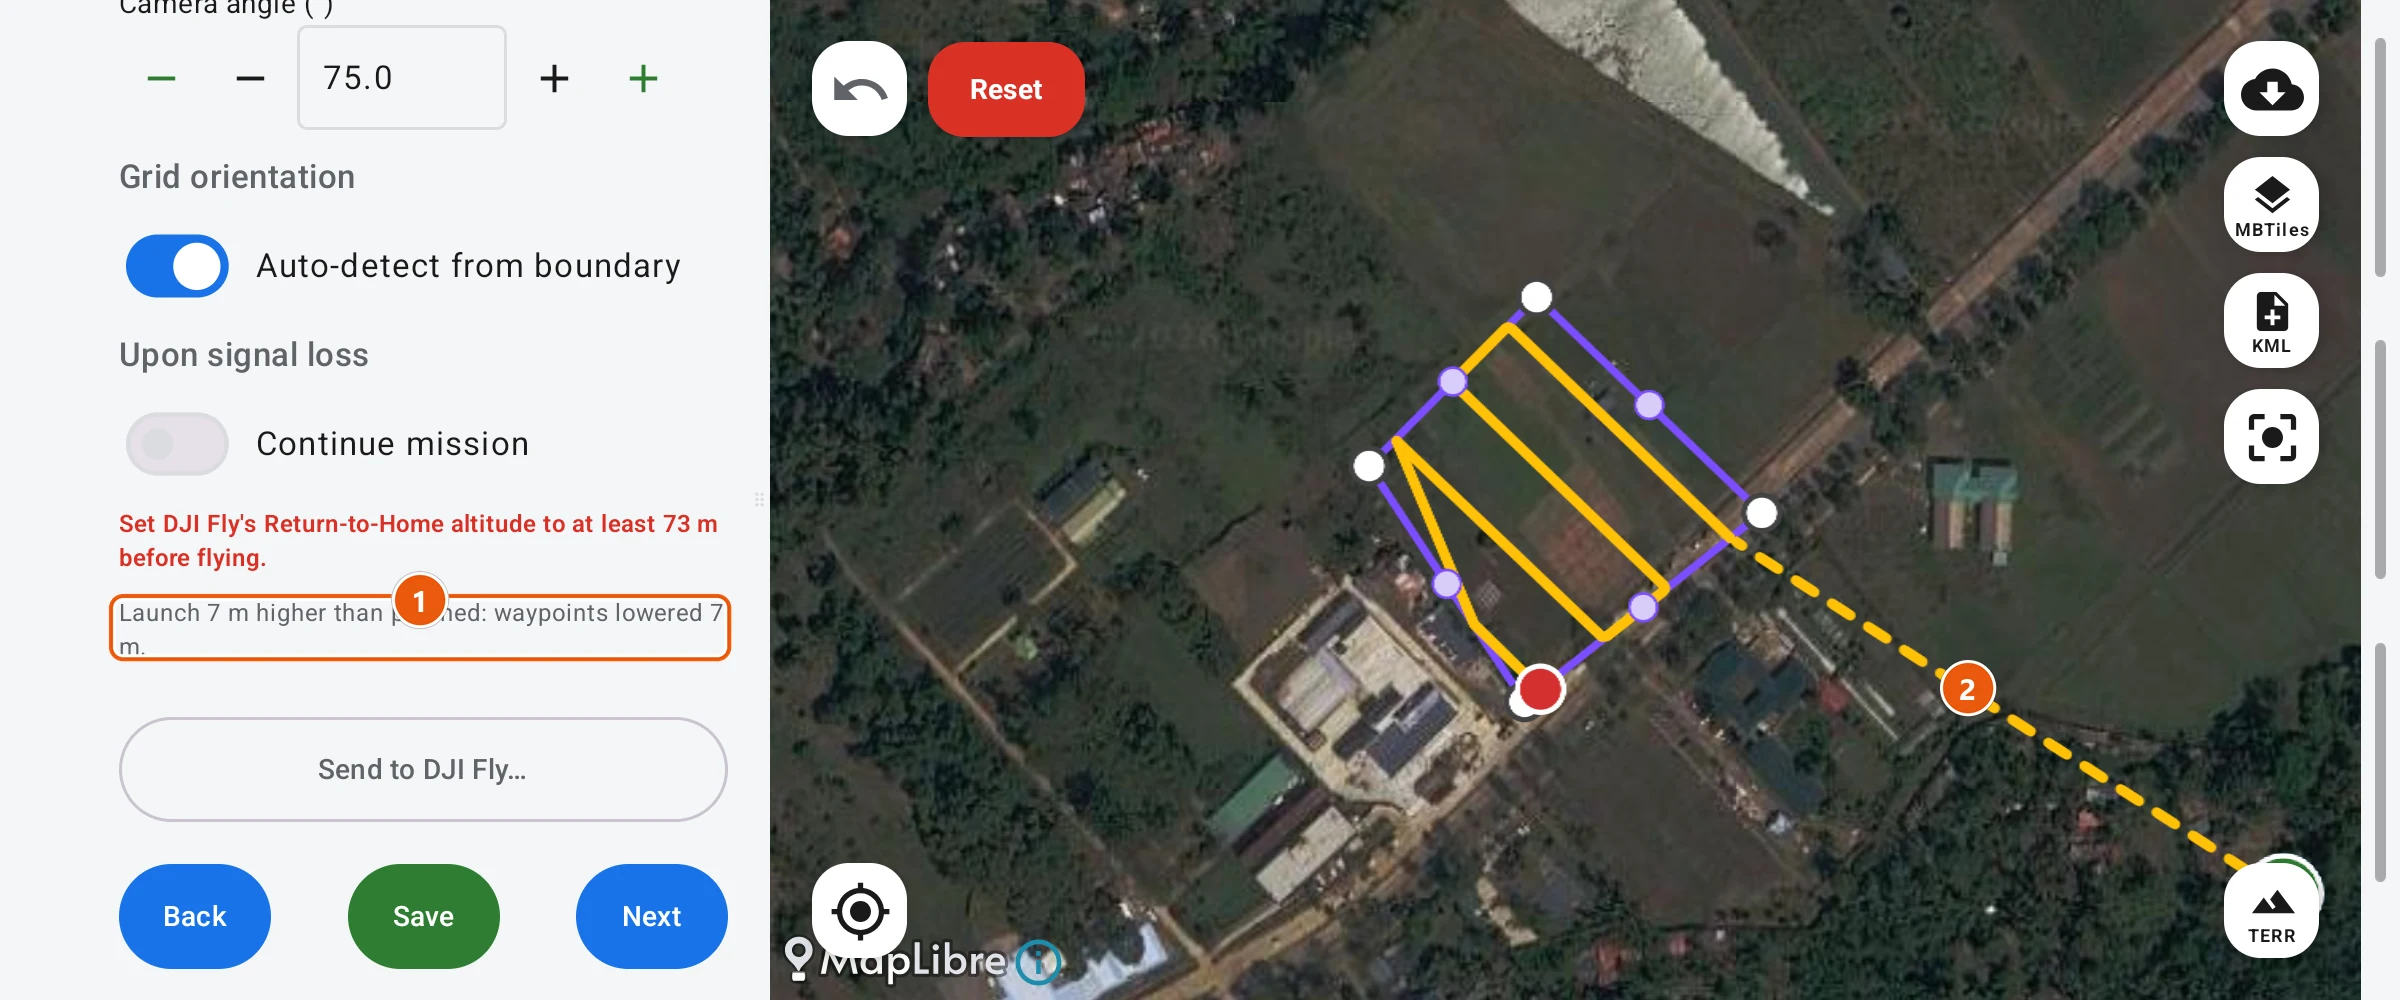 Camera angle (°)
75.0
Grid orientation
Auto-detect from boundary
Upon signal loss
Continue mission
Set DJI Fly's Return-to-Home altitude to at least 73 m
before flying.
1
Launch 7 m higher than planned: waypoints lowered 7
m.
Send to DJI Fly...
Back
Save
Next
Reset
MBTiles
KML
2
TERR
MapLibre
i